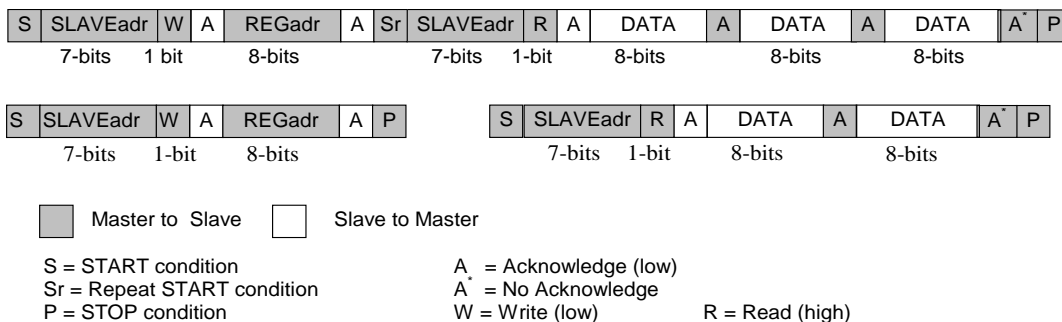 S SLAVEadr W A REGadr A Sr SLAVEadr R A DATA A DATA A DATA A* P
7-bits 1 bit 8-bits 7-bits 1-bit 8-bits 8-bits 8-bits
S SLAVEadr W A REGadr A P S SLAVEadr R A DATA A DATA A* P
7-bits 1-bit 8-bits 7-bits 1-bit 8-bits 8-bits
Master to Slave Slave to Master
S = START condition A = Acknowledge (low)
Sr = Repeat START condition A* = No Acknowledge
P = STOP condition W = Write (low) R = Read (high)